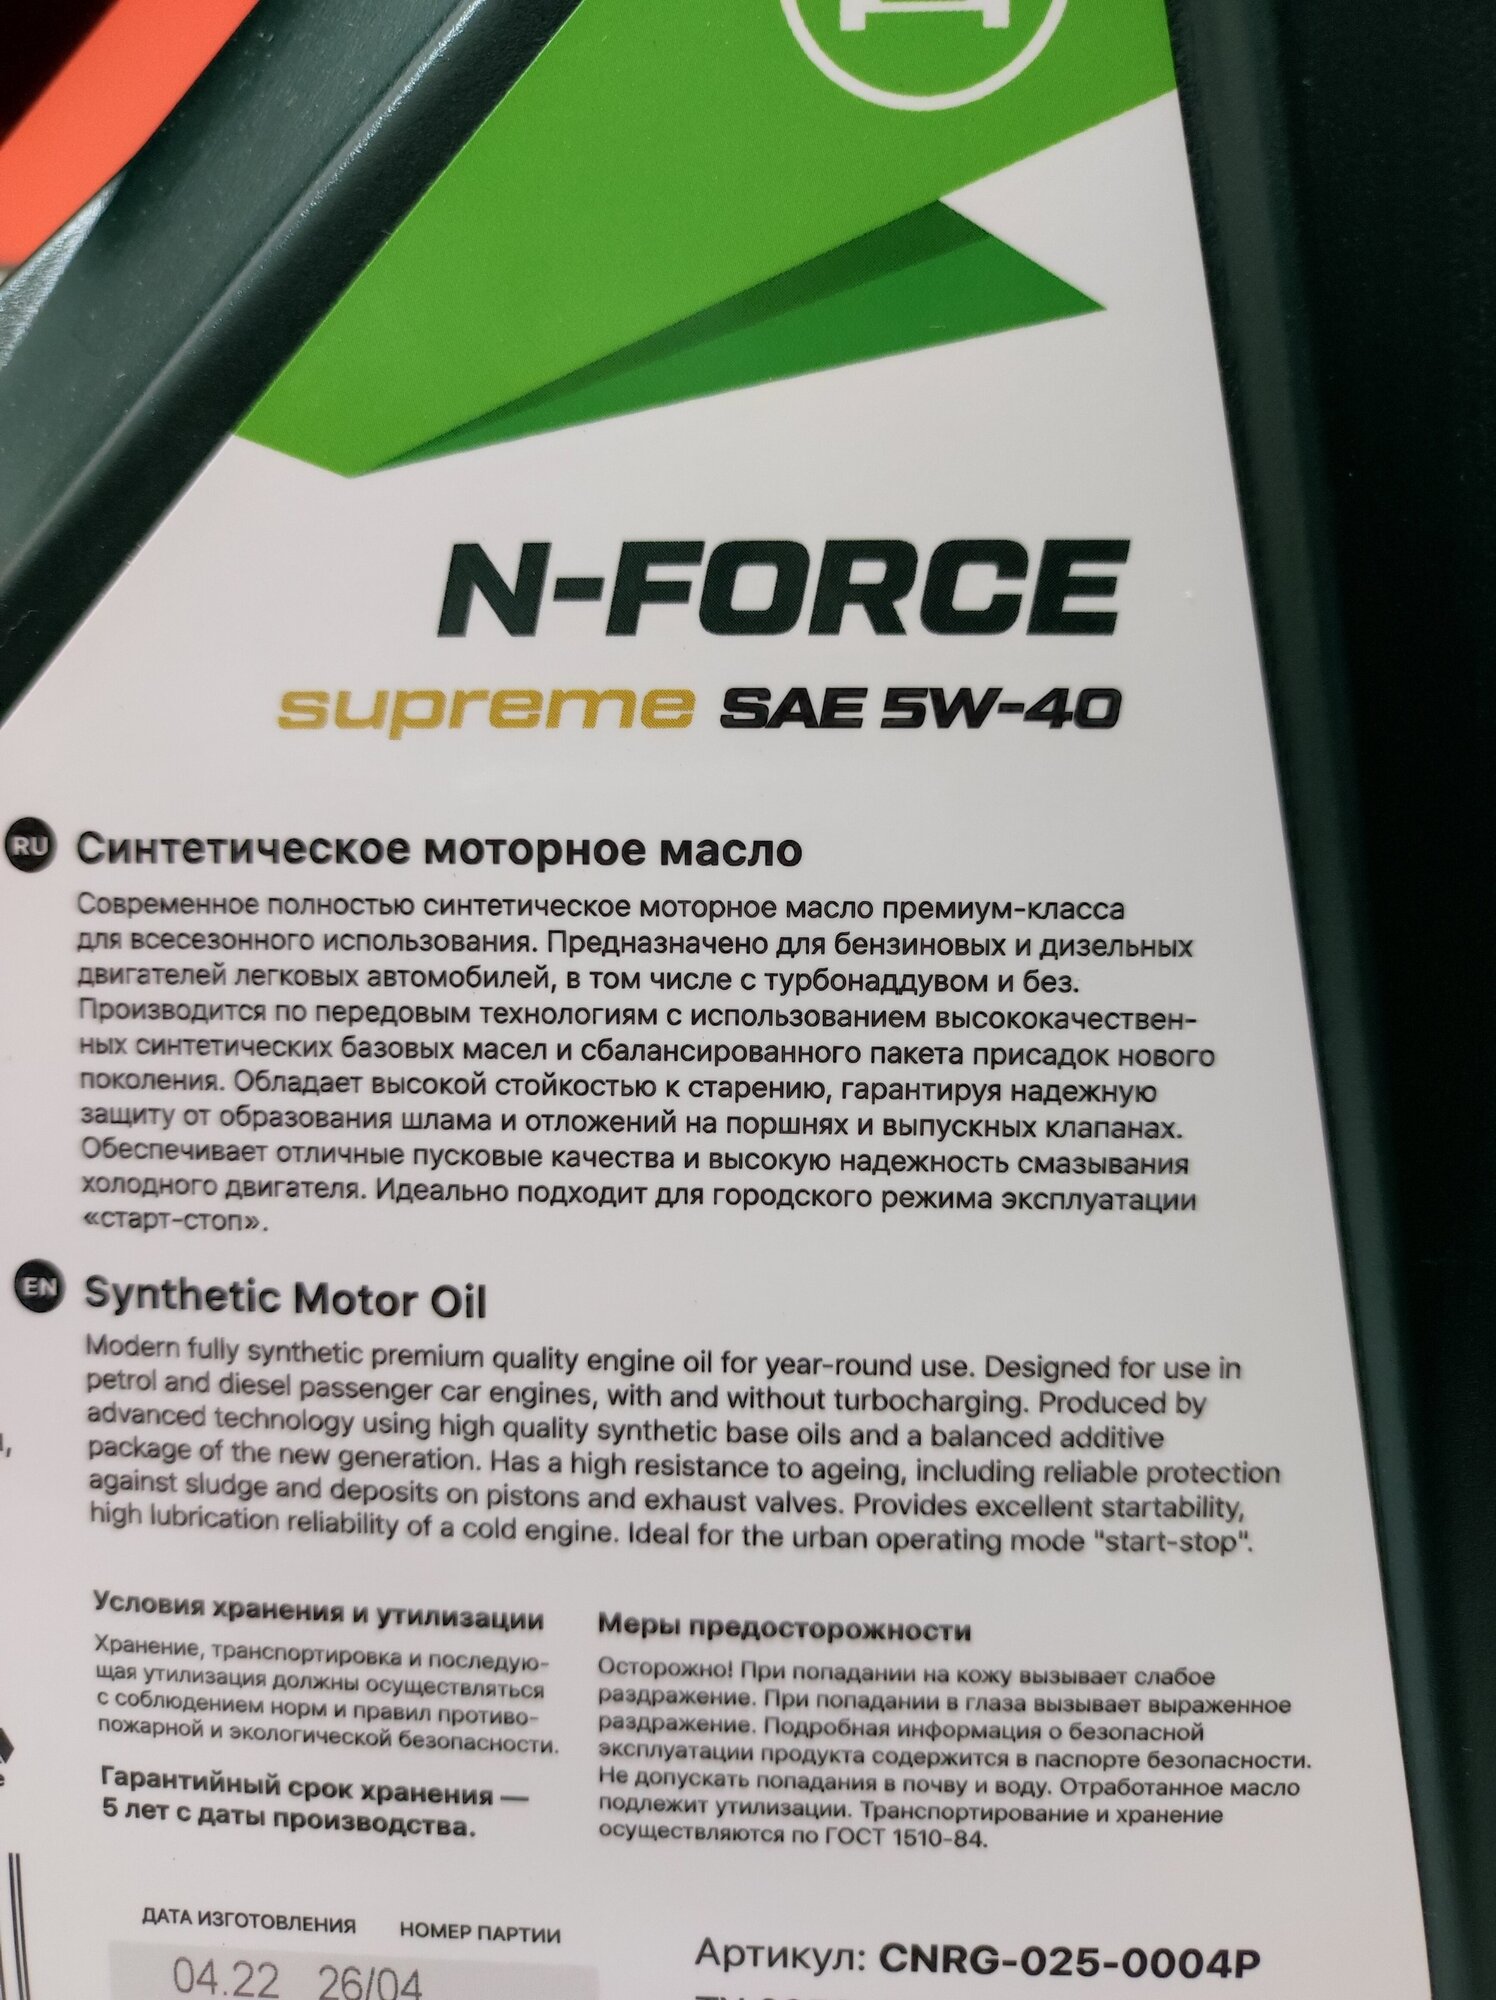 N-FORCE
supreme SAE 5W-40
RU Синтетическое моторное масло
Современное полностью синтетическое моторное масло премиум-класса
для всесезонного использования. Предназначено для бензиновых и дизельных
двигателей легковых автомобилей, в том числе с турбонаддувом и без.
Производится по передовым технологиям с использованием высококачествен-
ных синтетических базовых масел и сбалансированного пакета присадок нового
поколения. Обладает высокой стойкостью к старению, гарантируя надежную
защиту от образования шлама и отложений на поршнях и выпускных клапанах.
Обеспечивает отличные пусковые качества и высокую надежность смазывания
холодного двигателя. Идеально подходит для городского режима эксплуатации
«старт-стоп».
EN Synthetic Motor Oil
Modern fully synthetic premium quality engine oil for year-round use. Designed for use in
petrol and diesel passenger car engines, with and without turbocharging. Produced by
advanced technology using high quality synthetic base oils and a balanced additive
package of the new generation. Has a high resistance to ageing, including reliable protection
against sludge and deposits on pistons and exhaust valves. Provides excellent startability,
high lubrication reliability of a cold engine. Ideal for the urban operating mode "start-stop".
Условия хранения и утилизации
Хранение, транспортировка и последую-
щая утилизация должны осуществляться
с соблюдением норм и правил противо-
пожарной и экологической безопасности.
Гарантийный срок хранения —
5 лет с даты производства.
Меры предосторожности
Осторожно! При попадании на кожу вызывает слабое
раздражение. При попадании в глаза вызывает выраженное
раздражение. Подробная информация о безопасной
эксплуатации продукта содержится в паспорте безопасности.
Не допускать попадания в почву и воду. Отработанное масло
подлежит утилизации. Транспортирование и хранение
осуществляются по ГОСТ 1510-84.
ДАТА ИЗГОТОВЛЕНИЯ НОМЕР ПАРТИИ
04.22 26/04
Артикул: CNRG-025-0004P